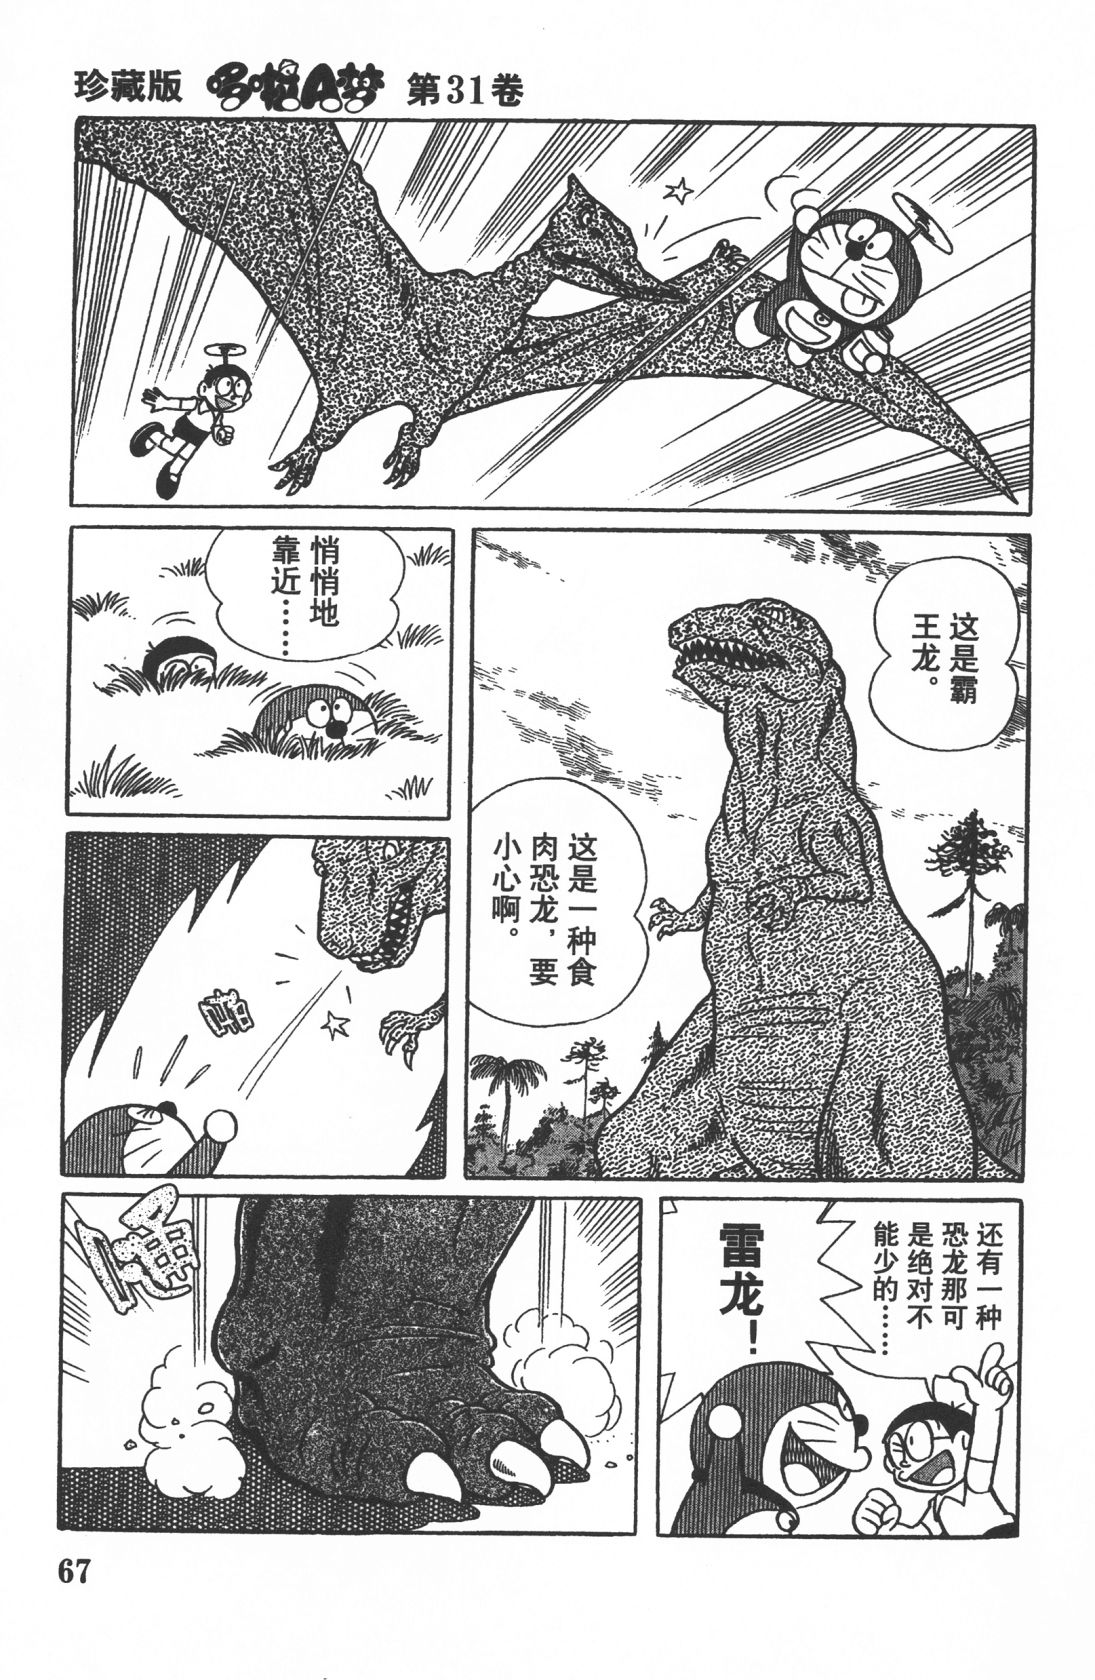 珍藏版 哆啦A梦 第31卷
这是霸
王龙。
这是一种食
肉恐龙，要
小心啊。
悄悄地
靠近……
还有一种
恐龙那可
是绝对不
能少的……
雷龙！
67